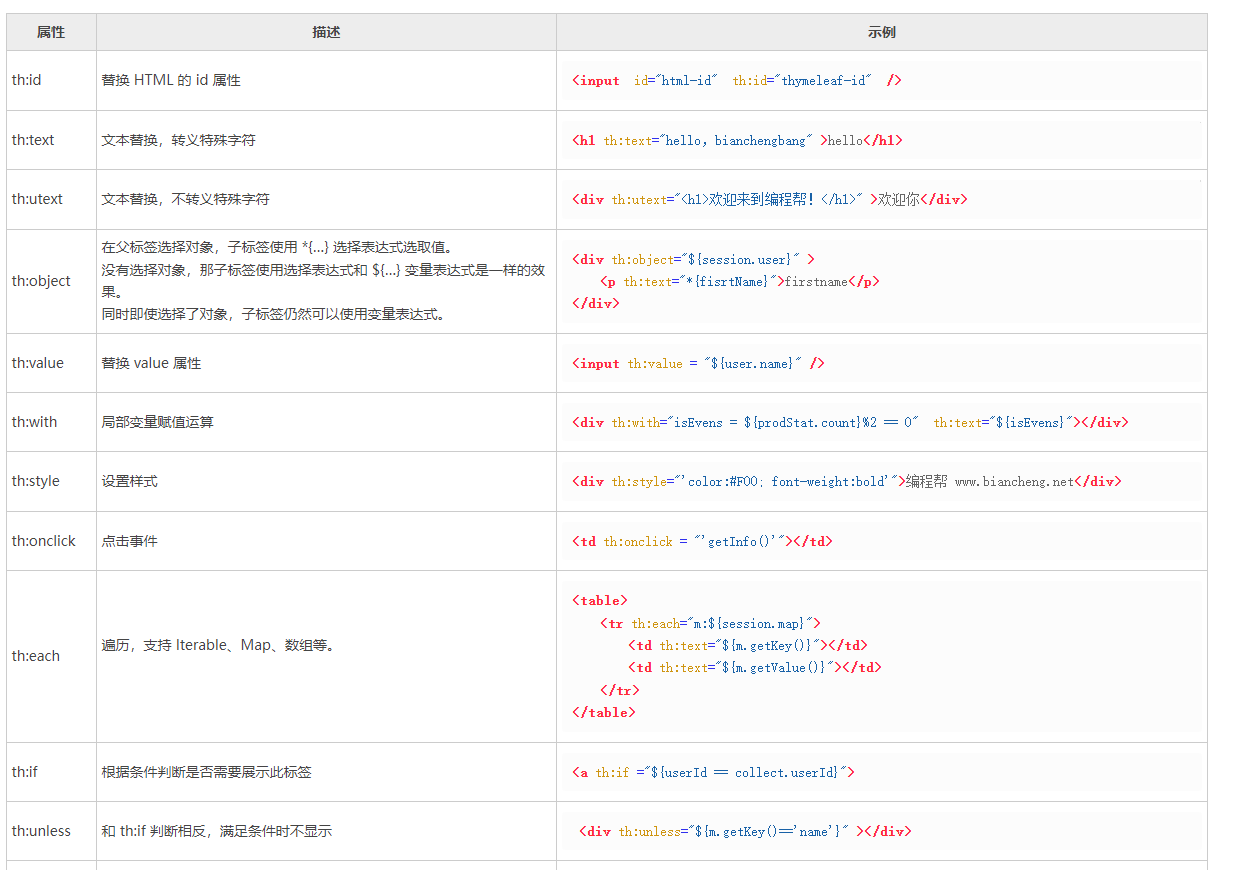 属性 描述 示例
th:id 替换 HTML 的 id 属性 <input  id="html-id"  th:id="thymeleaf-id"  />
th:text 文本替换，转义特殊字符 <h1 th:text="hello，bianchengbang" >hello</h1>
th:utext 文本替换，不转义特殊字符 <div th:utext="<h1>欢迎来到编程帮！</h1>" >欢迎你</div>
th:object
在父标签选择对象，子标签使用 *{…} 选择表达式选取值。
没有选择对象，那子标签使用选择表达式和 ${…} 变量表达式是一样的效
果。
同时即使选择了对象，子标签仍然可以使用变量表达式。
<div th:object="${session.user}" >
<p th:text="*{fisrtName}">firstname</p>
</div>
th:value 替换 value 属性 <input th:value = "${user.name}" />
th:with 局部变量赋值运算 <div th:with="isEvens = ${prodStat.count}%2 == 0"  th:text="${isEvens}"></div>
th:style 设置样式 <div th:style="'color:#F00; font-weight:bold'">编程帮 www.biancheng.net</div>
th:onclick 点击事件 <td th:onclick = "'getInfo()'"></td>
th:each 遍历，支持 Iterable、Map、数组等。
<table>
<tr th:each="m:${session.map}">
<td th:text="${m.getKey()}"></td>
<td th:text="${m.getValue()}"></td>
</tr>
</table>
th:if 根据条件判断是否需要展示此标签 <a th:if ="${userId == collect.userId}">
th:unless 和 th:if 判断相反，满足条件时不显示 <div th:unless="${m.getKey()=='name'}" ></div>